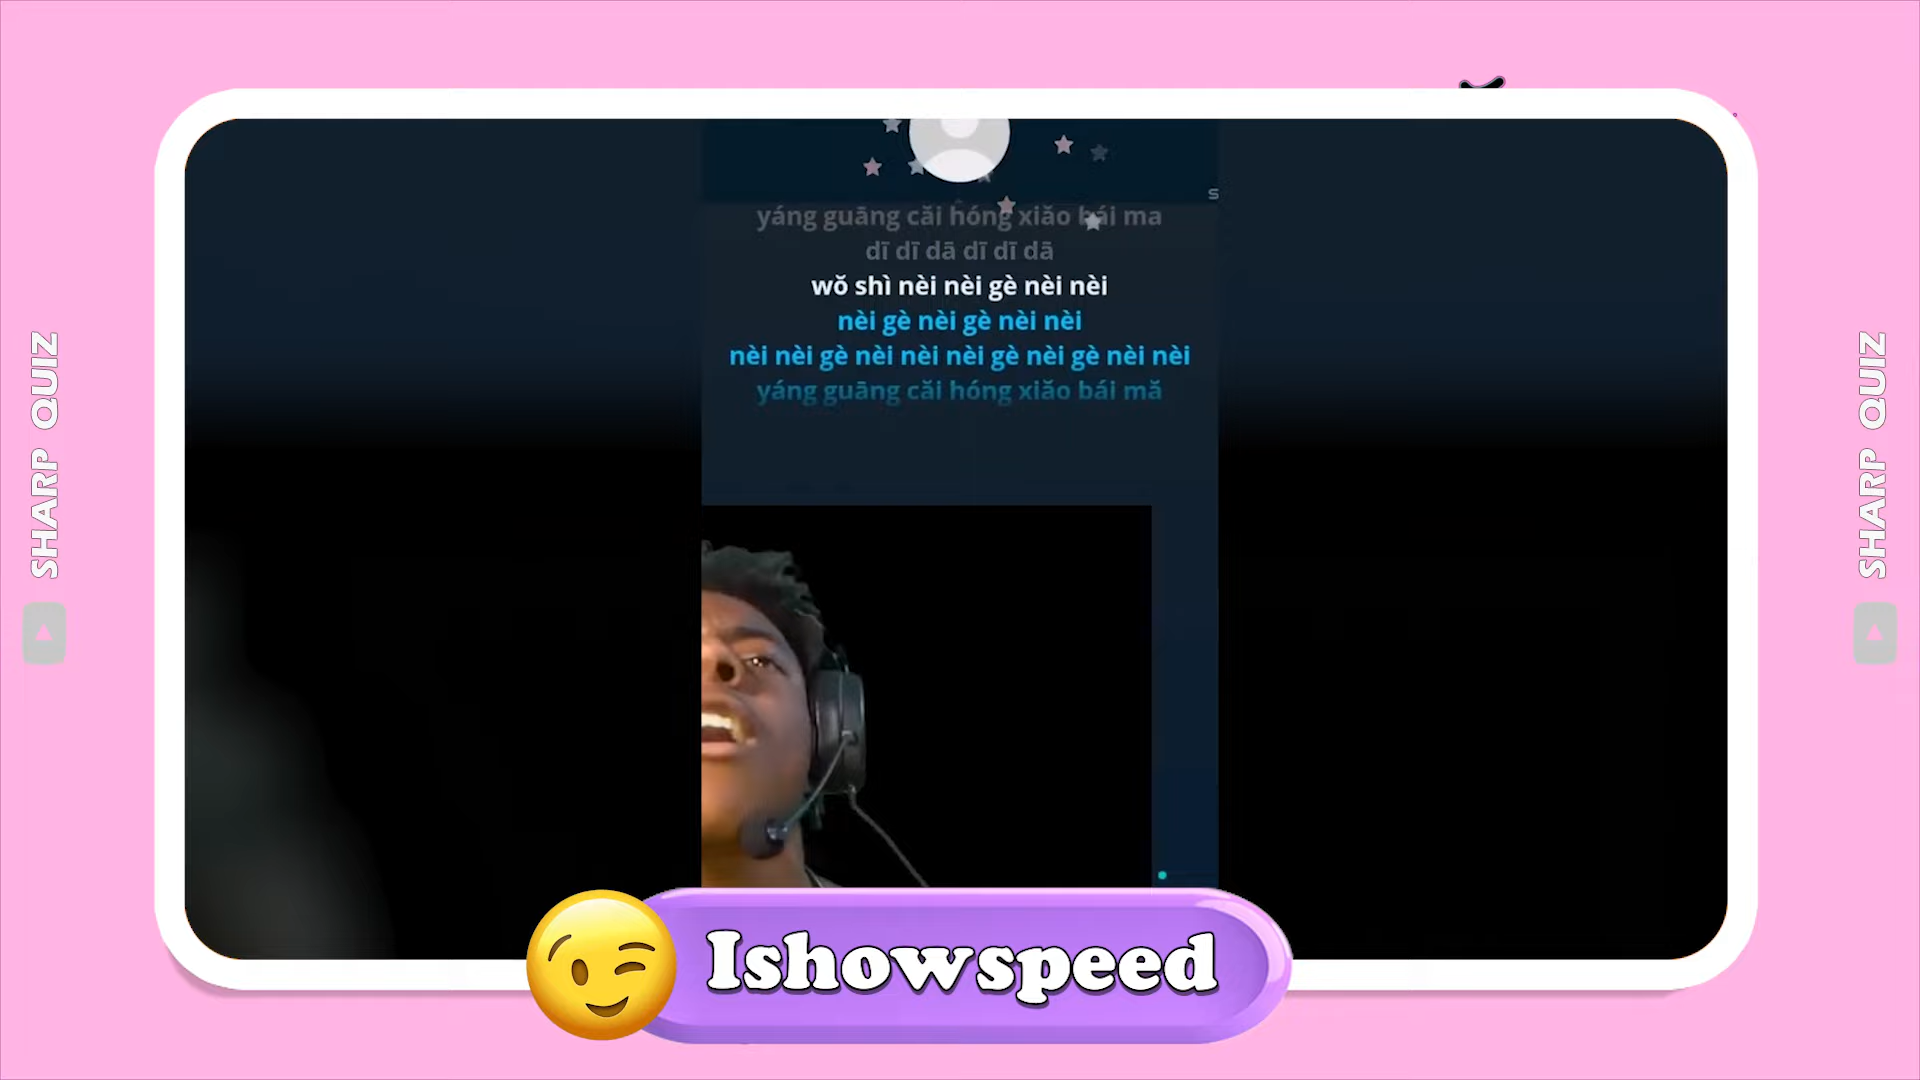 S
yáng guāng cǎi hóng xiǎo bái ma
dī dī dā dī dī dā
wǒ shì nèi nèi gè nèi nèi
nèi gè nèi gè nèi nèi
nèi nèi gè nèi nèi nèi gè nèi gè nèi nèi
yáng guāng cǎi hóng xiǎo bái mǎ
SHARP QUIZ
SHARP QUIZ
Ishowspeed